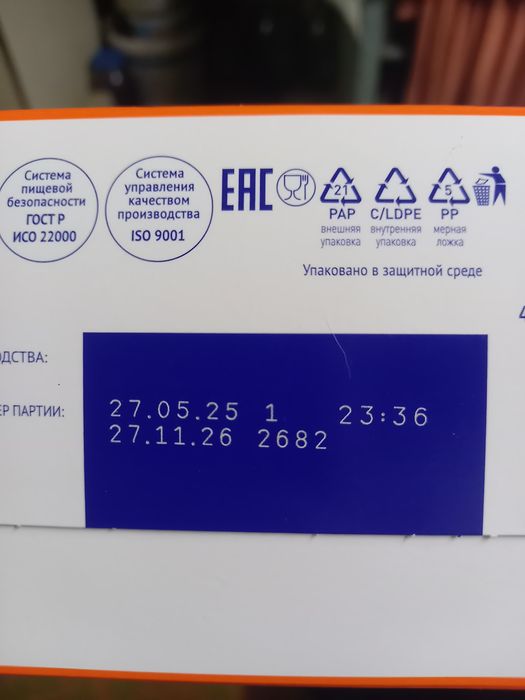 Система
пищевой
безопасности
ГОСТ Р
ИСО 22000
Система
управления
качеством
производства
ISO 9001
EAC
21
5
PAP
C/LDPE
PP
внешняя
упаковка
внутренняя
упаковка
мерная
ложка
Упаковано в защитной среде
ДСТВА:
ЕР ПАРТИИ:
27.05.25 1 23:36
27.11.26 2682